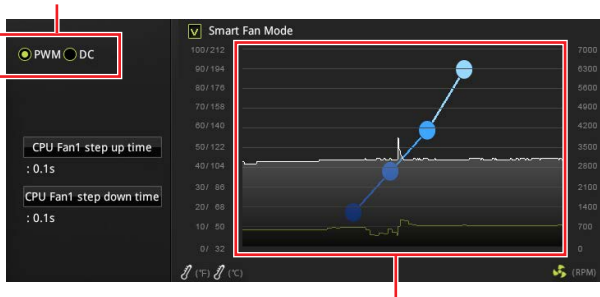 V Smart Fan Mode
PWM DC
100/212 7000
90/194 6300
80/176 5600
70/158 4900
60/140 4200
50/122 3500
40/104 2800
30/ 86 2100
20/ 68 1400
10/ 50 700
0/ 32 0
CPU Fan1 step up time
: 0.1s
CPU Fan1 step down time
: 0.1s
(°F) (°C) (RPM)